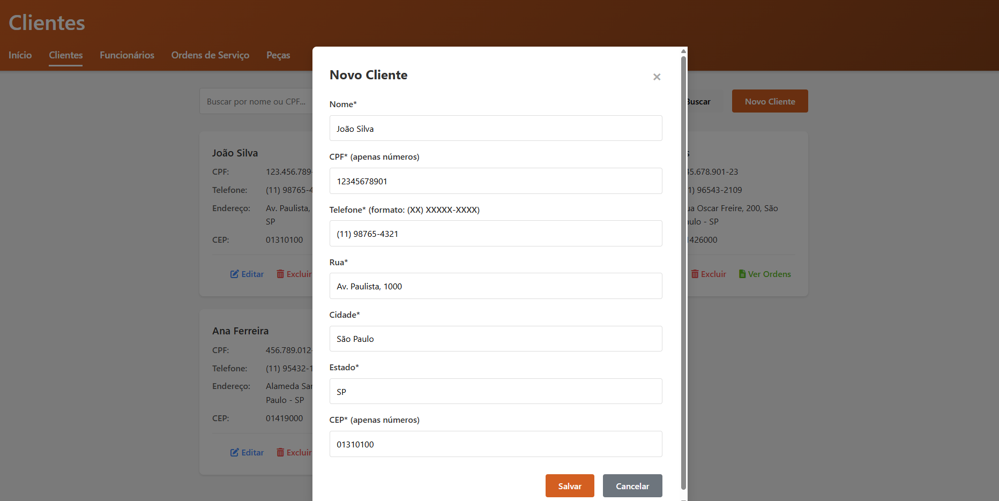 Clientes
Início Clientes Funcionários Ordens de Serviço Peças
Buscar por nome ou CPF...
Buscar
Novo Cliente
João Silva
CPF: 123.456.789-
Telefone: (11) 98765-4
Endereço: Av. Paulista,
SP
CEP: 01310100
Editar Excluir
Ana Ferreira
CPF: 456.789.012-
Telefone: (11) 95432-1
Endereço: Alameda Sa
Paulo - SP
CEP: 01419000
Editar Excluir
Novo Cliente
×
Nome*
João Silva
CPF* (apenas números)
12345678901
Telefone* (formato: (XX) XXXXX-XXXX)
(11) 98765-4321
Rua*
Av. Paulista, 1000
Cidade*
São Paulo
Estado*
SP
CEP* (apenas números)
01310100
Salvar Cancelar
45.678.901-23
1) 96543-2109
ua Oscar Freire, 200, São
aulo - SP
1426000
Excluir Ver Ordens